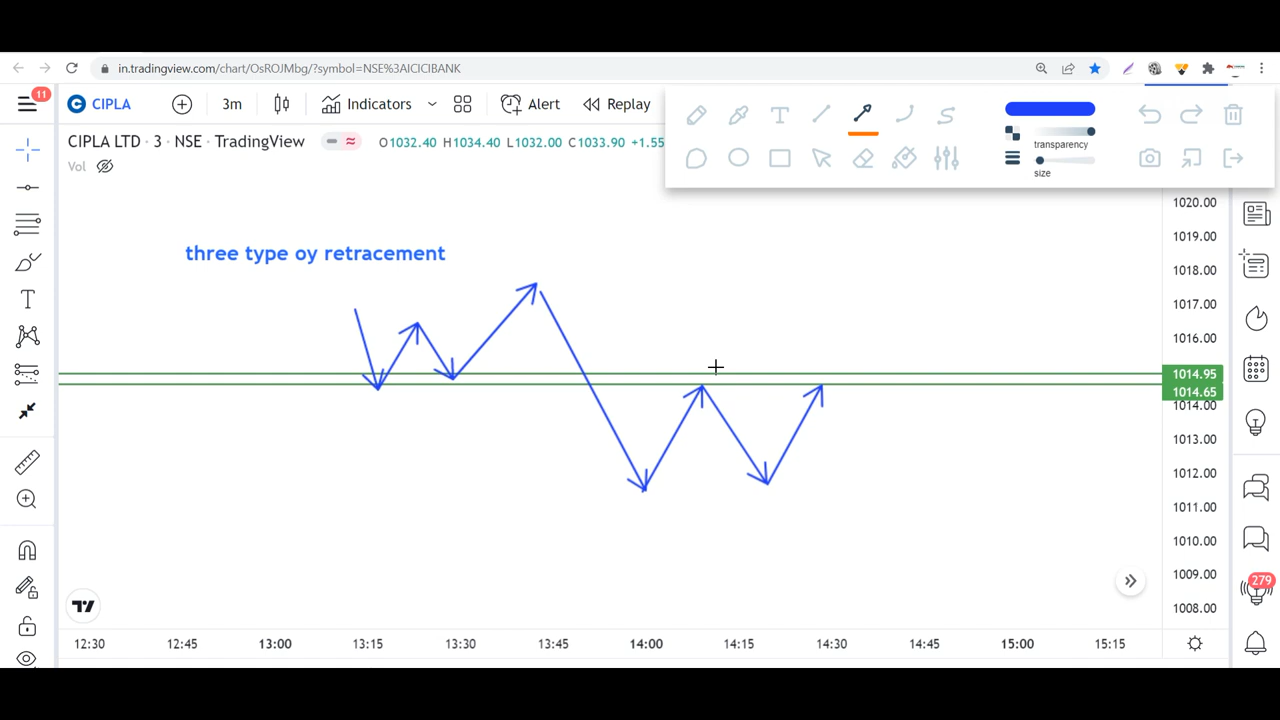 in.tradingview.com/chart/OsROJMbg/?symbol=NSE%3AICICIBANK
11
CIPLA
3m
Indicators
Alert
Replay
transparency
size
CIPLA LTD · 3 · NSE · TradingView
O1032.40 H1034.40 L1032.00 C1033.90 +1.55
Vol
three type oy retracement
1020.00
1019.00
1018.00
1017.00
1016.00
1014.95
1014.65
1014.00
1013.00
1012.00
1011.00
1010.00
1009.00
1008.00
279
12:30 12:45 13:00 13:15 13:30 13:45 14:00 14:15 14:30 14:45 15:00 15:15